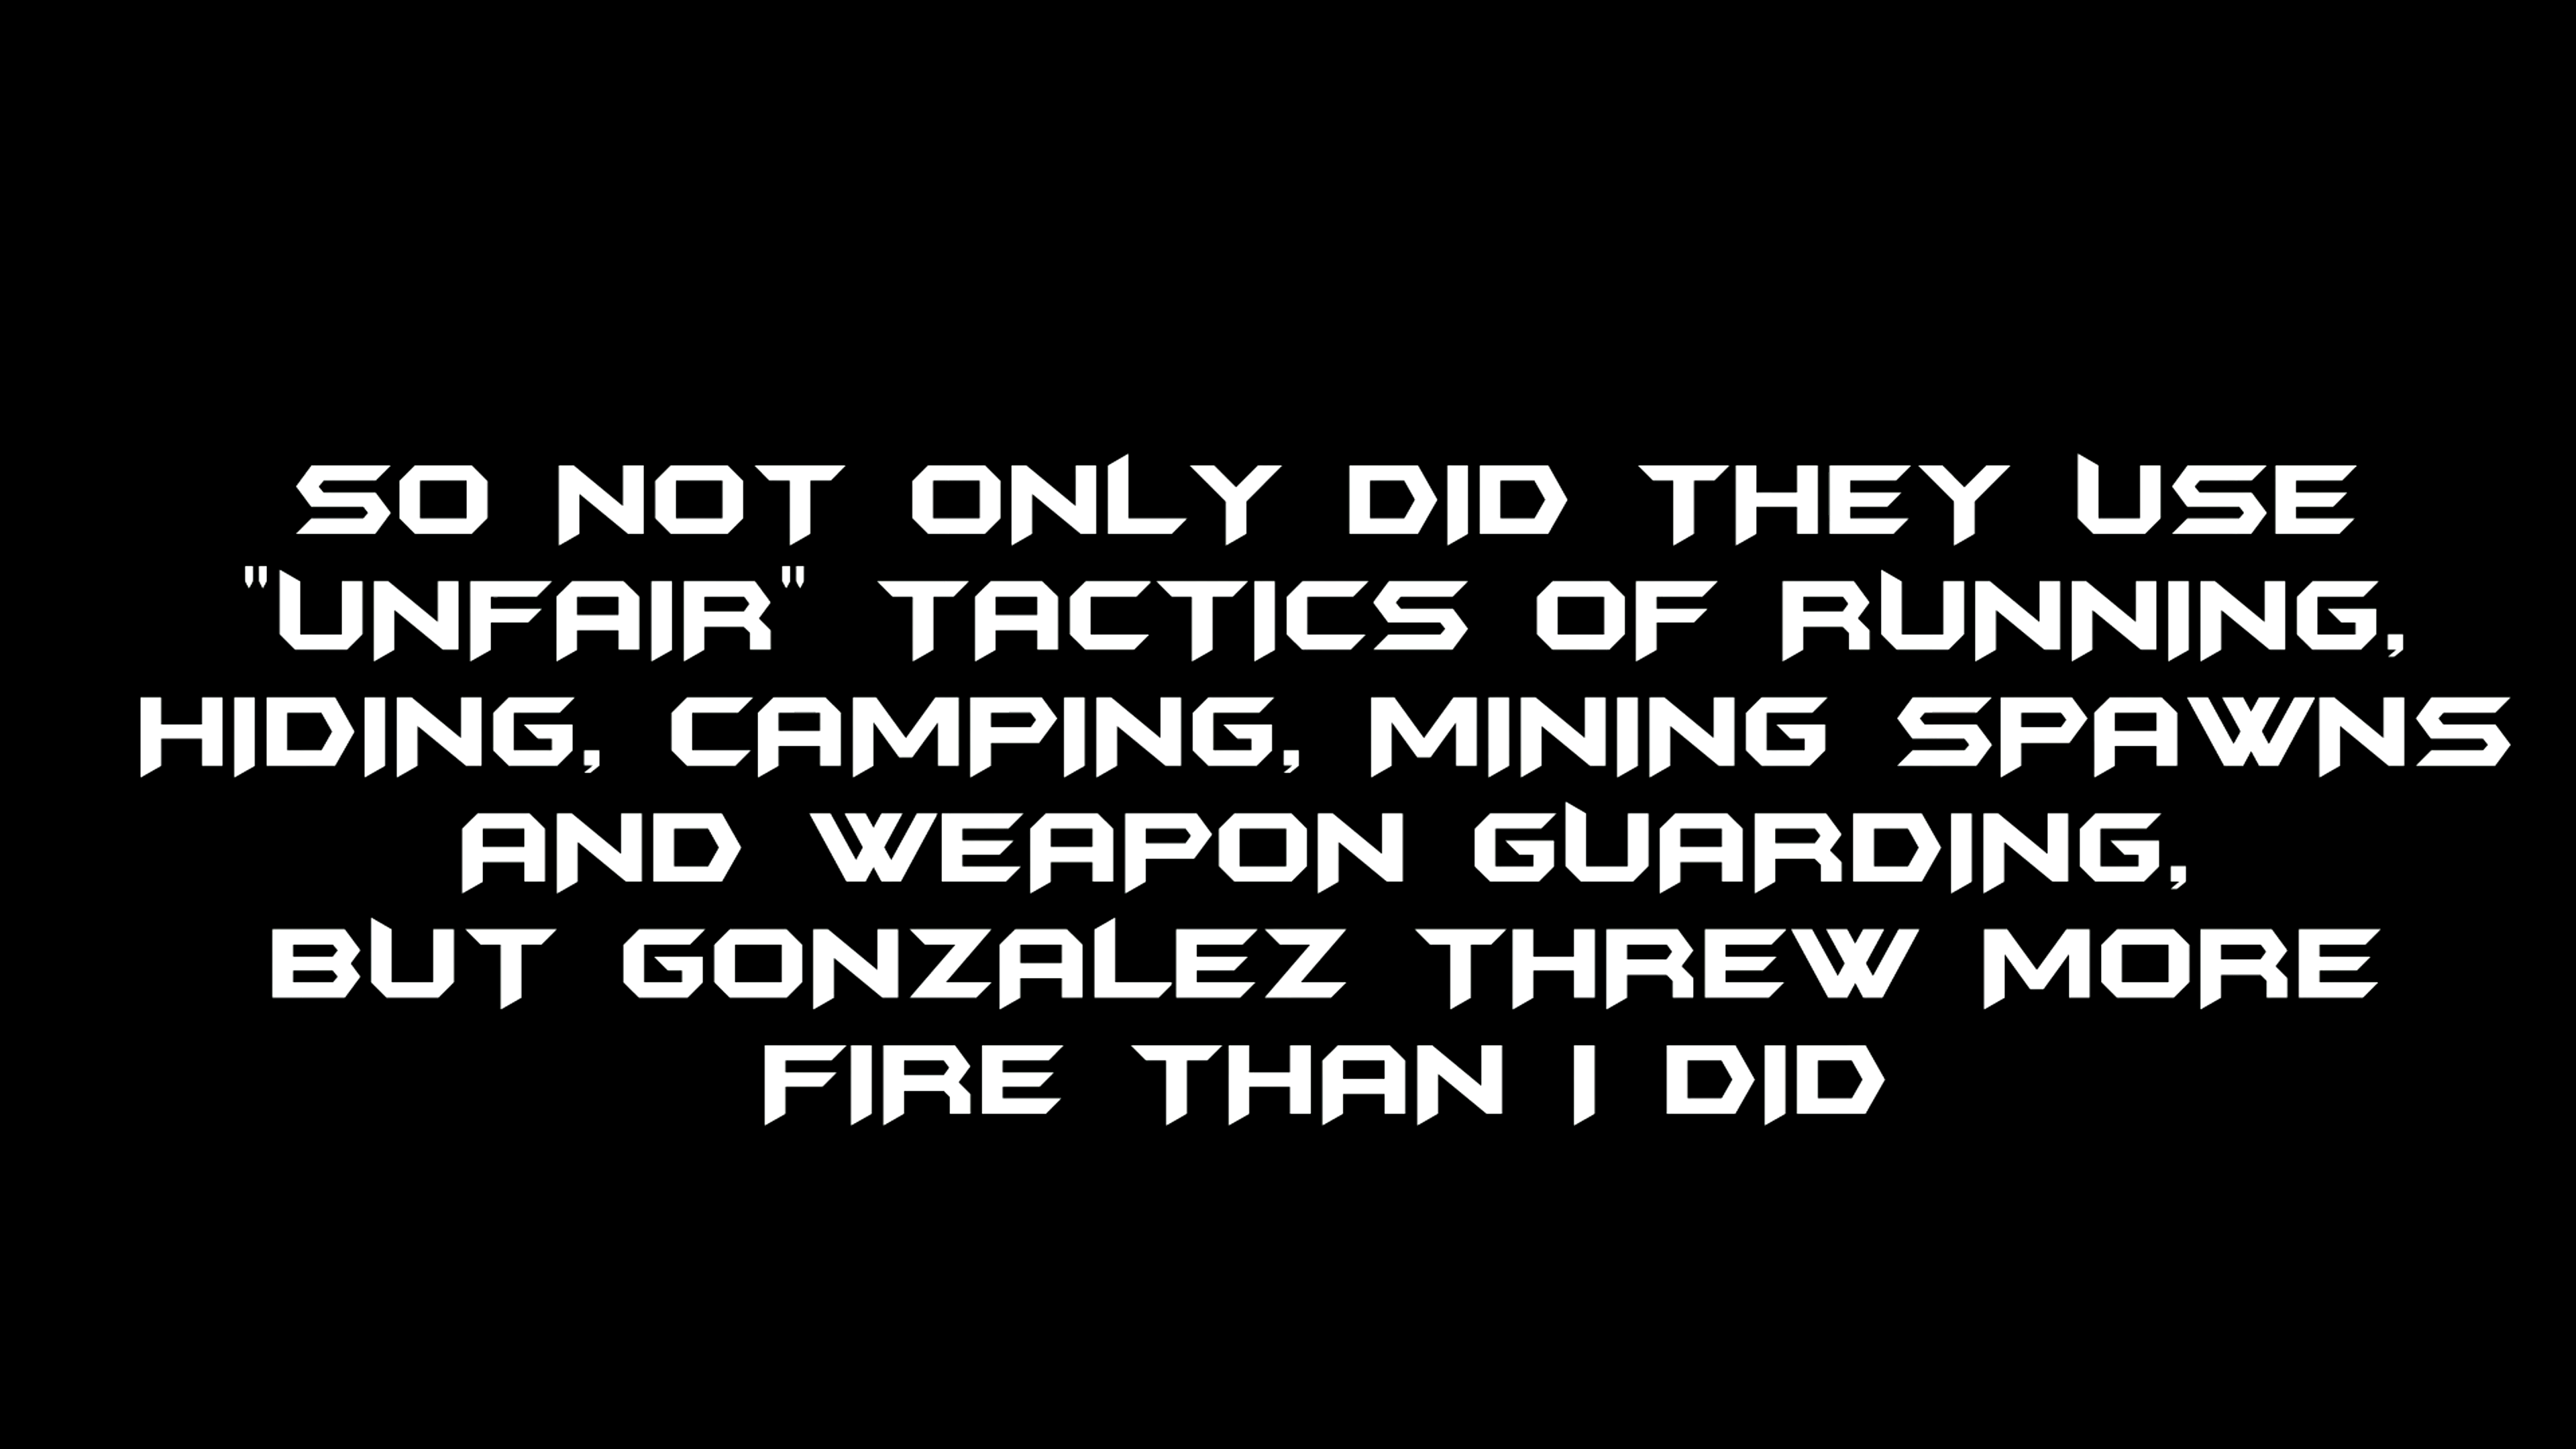 SO NOT ONLY DID THEY USE
"UNFAIR" TACTICS OF RUNNING,
HIDING, CAMPING, MINING SPAWNS
AND WEAPON GUARDING,
BUT GONZALEZ THREW MORE
FIRE THAN I DID